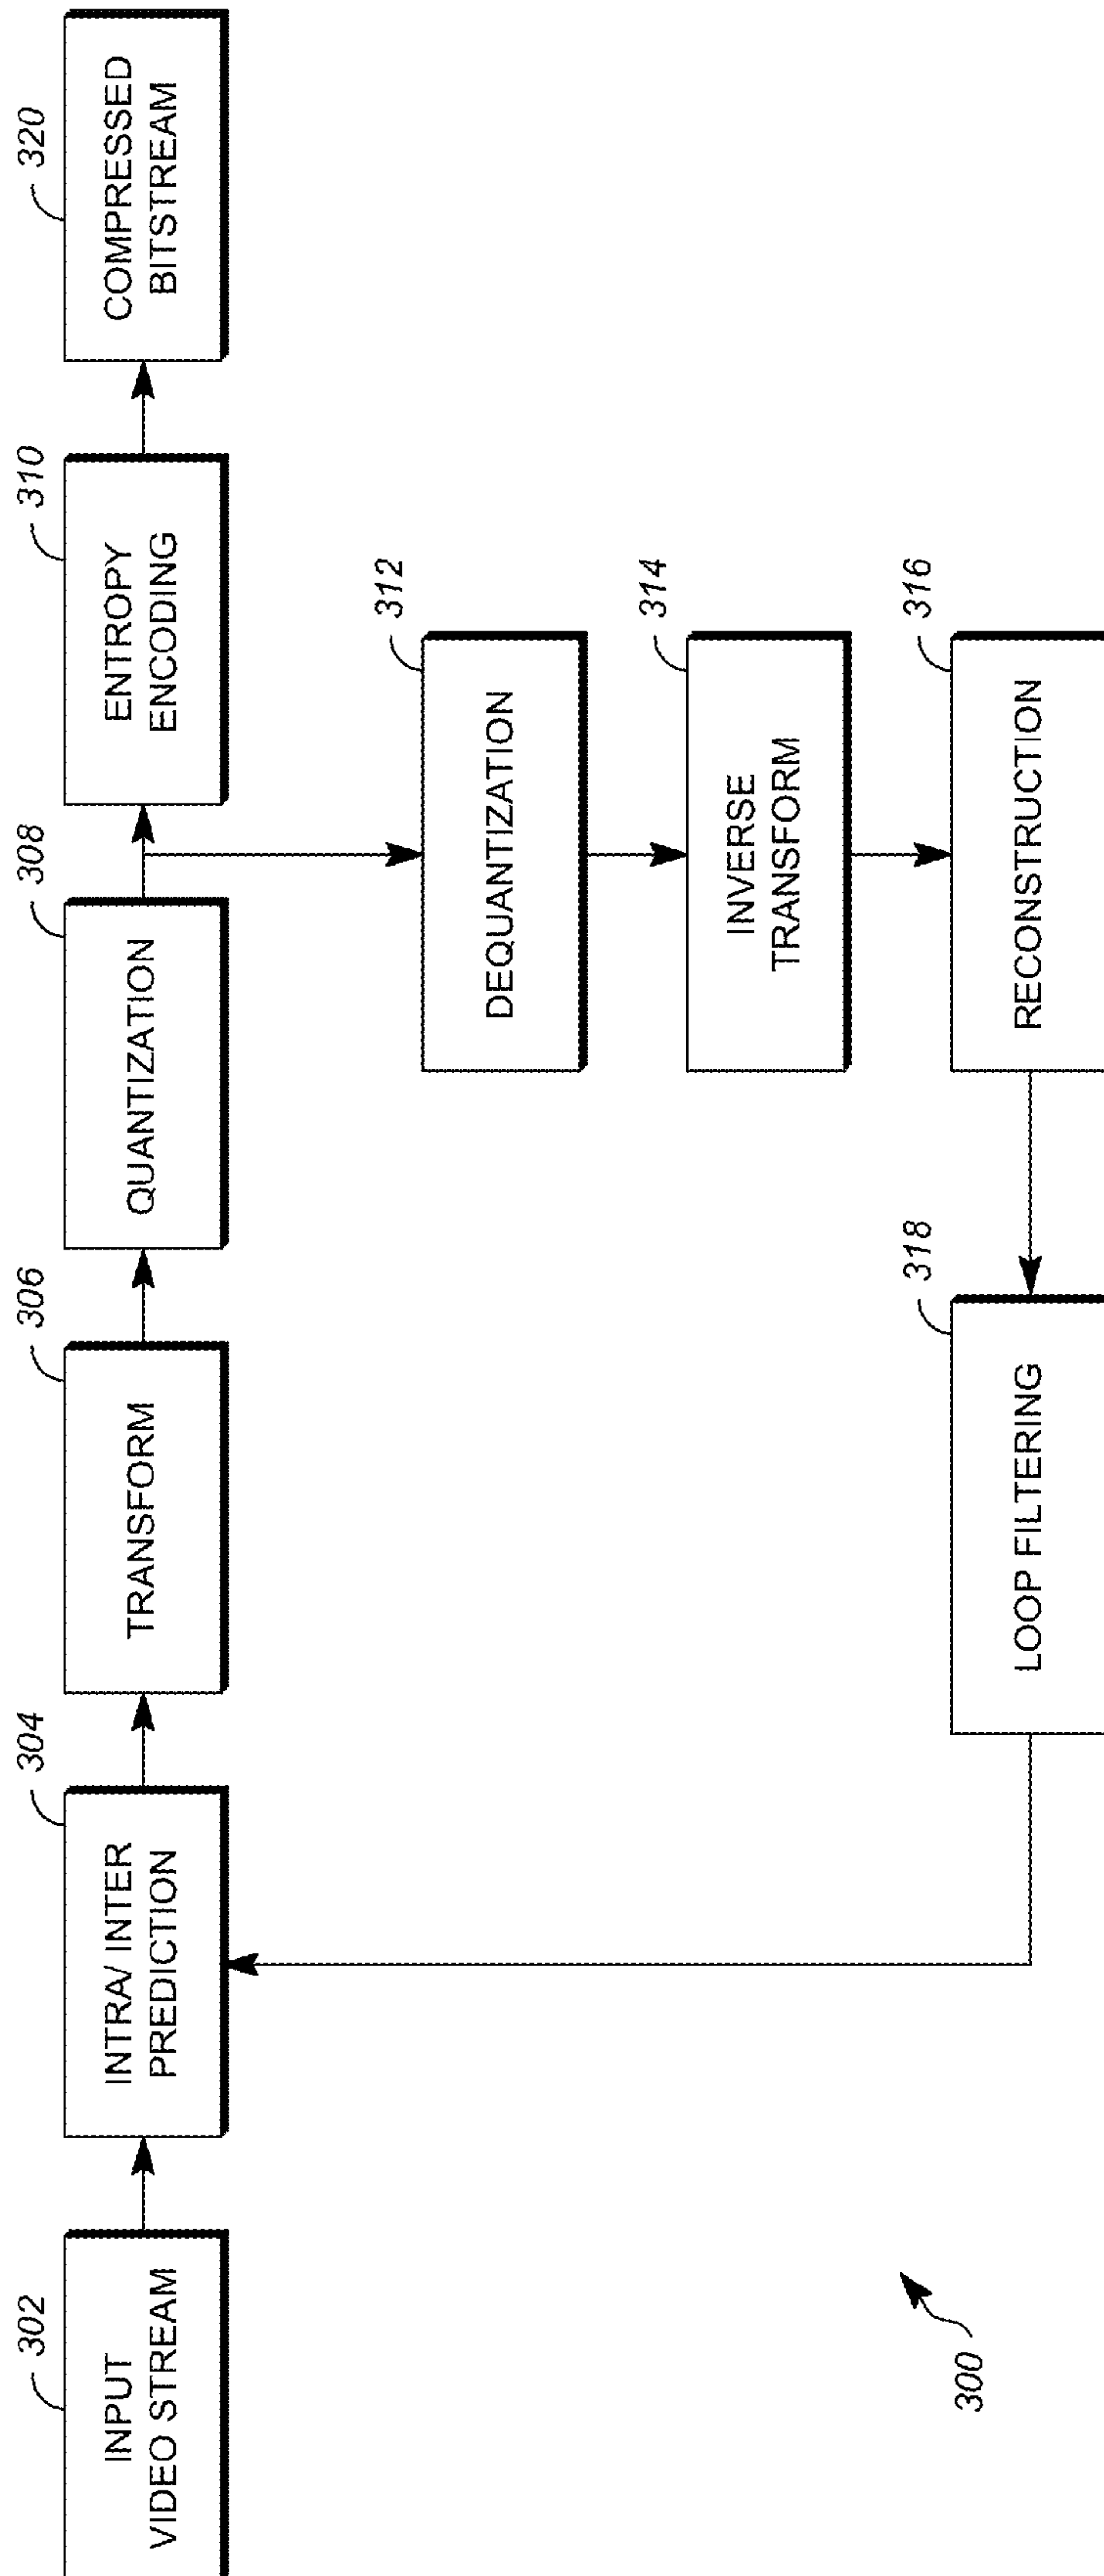 302
INPUT
VIDEO STREAM
304
INTRA/ INTER
PREDICTION
306
TRANSFORM
308
QUANTIZATION
310
ENTROPY
ENCODING
320
COMPRESSED
BITSTREAM
312
DEQUANTIZATION
314
INVERSE
TRANSFORM
316
RECONSTRUCTION
318
LOOP FILTERING
300